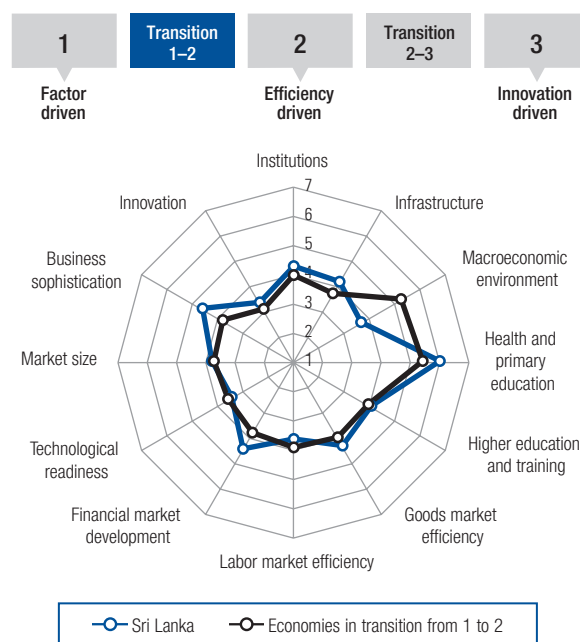 1
Transition
1–2
2
Transition
2–3
3
Factor
driven
Efficiency
driven
Innovation
driven
Institutions
7
Innovation
Infrastructure
6
5
Business
sophistication
Macroeconomic
environment
4
3
2
Market size
1
Health and
primary
education
Technological
readiness
Higher education
and training
Financial market
development
Goods market
efficiency
Labor market efficiency
Sri Lanka
Economies in transition from 1 to 2